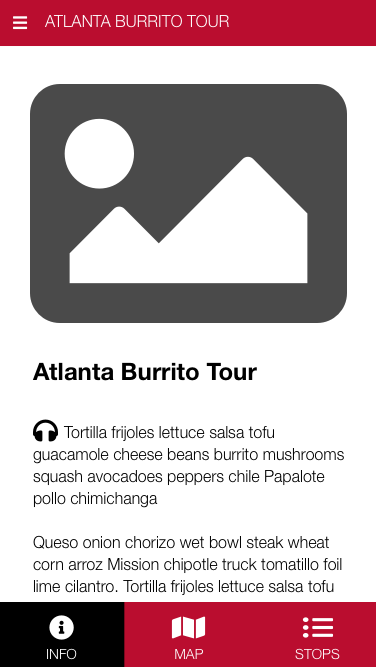 ATLANTA BURRITO TOUR
Atlanta Burrito Tour
Tortilla frijoles lettuce salsa tofu
guacamole cheese beans burrito mushrooms
squash avocadoes peppers chile Papalote
pollo chimichanga
Queso onion chorizo wet bowl steak wheat
corn arroz Mission chipotle truck tomatillo foil
lime cilantro. Tortilla frijoles lettuce salsa tofu
INFO
MAP
STOPS